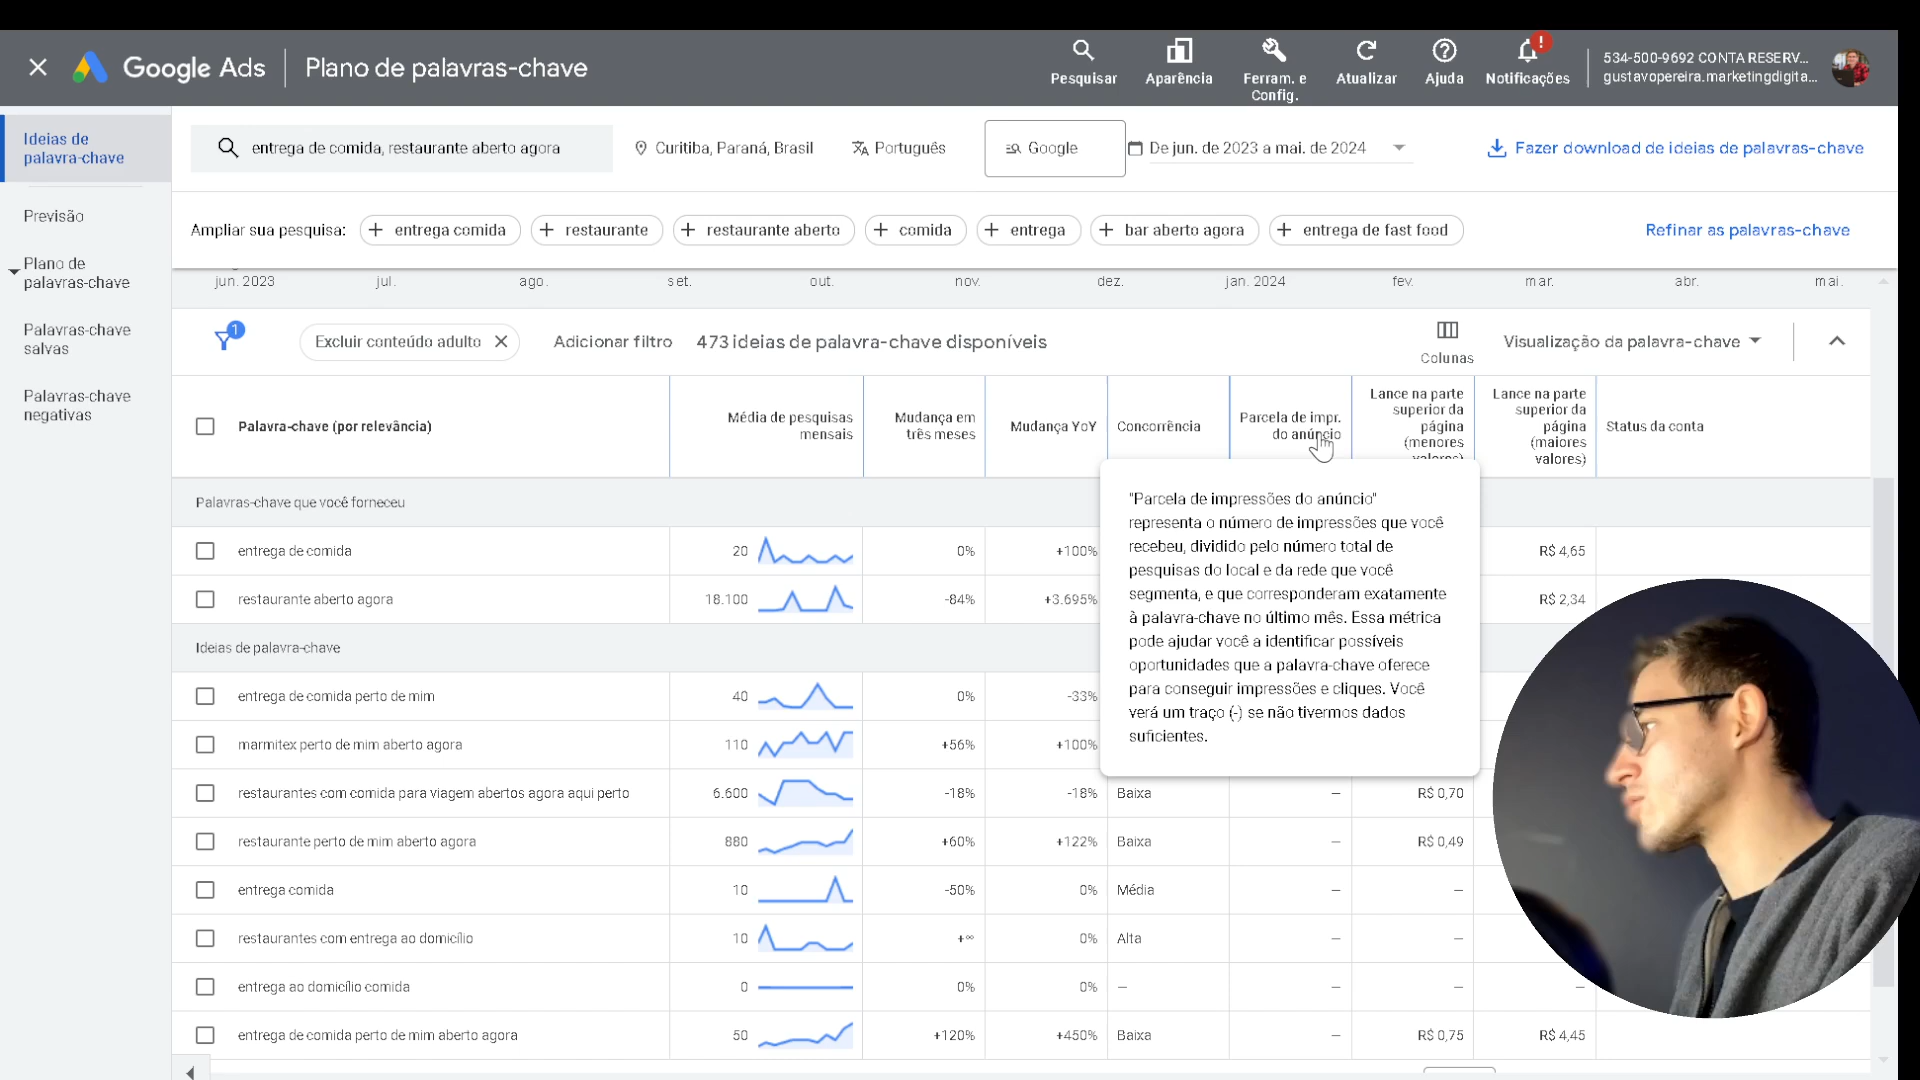 Google Ads
Plano de palavras-chave
Pesquisar
Aparência
Ferram. e
Config.
Atualizar
Ajuda
!
Notificações
534-500-9692 CONTA RESERV...
gustavopereira.marketingdigita...
Ideias de
palavra-chave
Previsão
Plano de
palavras-chave
Palavras-chave
salvas
Palavras-chave
negativas
entrega de comida, restaurante aberto agora
Curitiba, Paraná, Brasil
Português
Google
De jun. de 2023 a mai. de 2024
Fazer download de ideias de palavras-chave
Ampliar sua pesquisa:
entrega comida
restaurante
restaurante aberto
comida
entrega
bar aberto agora
entrega de fast food
Refinar as palavras-chave
jun. 2023 jul. ago. set. out. nov. dez. jan. 2024 fev. mar. abr. mai.
1
Excluir conteúdo adulto
Adicionar filtro
473 ideias de palavra-chave disponíveis
Colunas
Visualização da palavra-chave
Palavra-chave (por relevância)
Média de pesquisas
mensais
Mudança em
três meses
Mudança YoY
Concorrência
Parcela de impr.
do anúncio
Lance na parte
superior da
página
(menores
valores)
Lance na parte
superior da
página
(maiores
valores)
Status da conta
Palavras-chave que você forneceu
entrega de comida 20 0% +100% R$ 4,65
restaurante aberto agora 18.100 -84% +3.695% R$ 2,34
Ideias de palavra-chave
entrega de comida perto de mim 40 0% -33%
marmitex perto de mim aberto agora 110 +56% +100%
restaurantes com comida para viagem abertos agora aqui perto 6.600 -18% -18% Baixa – R$ 0,70
restaurante perto de mim aberto agora 880 +60% +122% Baixa – R$ 0,49
entrega comida 10 -50% 0% Média – –
restaurantes com entrega ao domicílio 10 +∞ 0% Alta – –
entrega ao domicílio comida 0 0% 0% – – – –
entrega de comida perto de mim aberto agora 50 +120% +450% Baixa – R$ 0,75 R$ 4,45
"Parcela de impressões do anúncio"
representa o número de impressões que você
recebeu, dividido pelo número total de
pesquisas do local e da rede que você
segmenta, e que corresponderam exatamente
à palavra-chave no último mês. Essa métrica
pode ajudar você a identificar possíveis
oportunidades que a palavra-chave oferece
para conseguir impressões e cliques. Você
verá um traço (-) se não tivermos dados
suficientes.